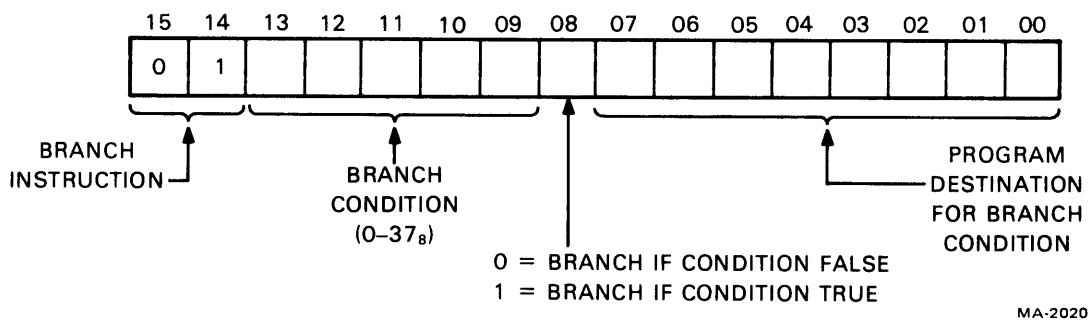 15 14 13 12 11 10 09 08 07 06 05 04 03 02 01 00
0 1
BRANCH
INSTRUCTION
BRANCH
CONDITION
(0–37₈)
0 = BRANCH IF CONDITION FALSE
1 = BRANCH IF CONDITION TRUE
PROGRAM
DESTINATION
FOR BRANCH
CONDITION
MA-2020